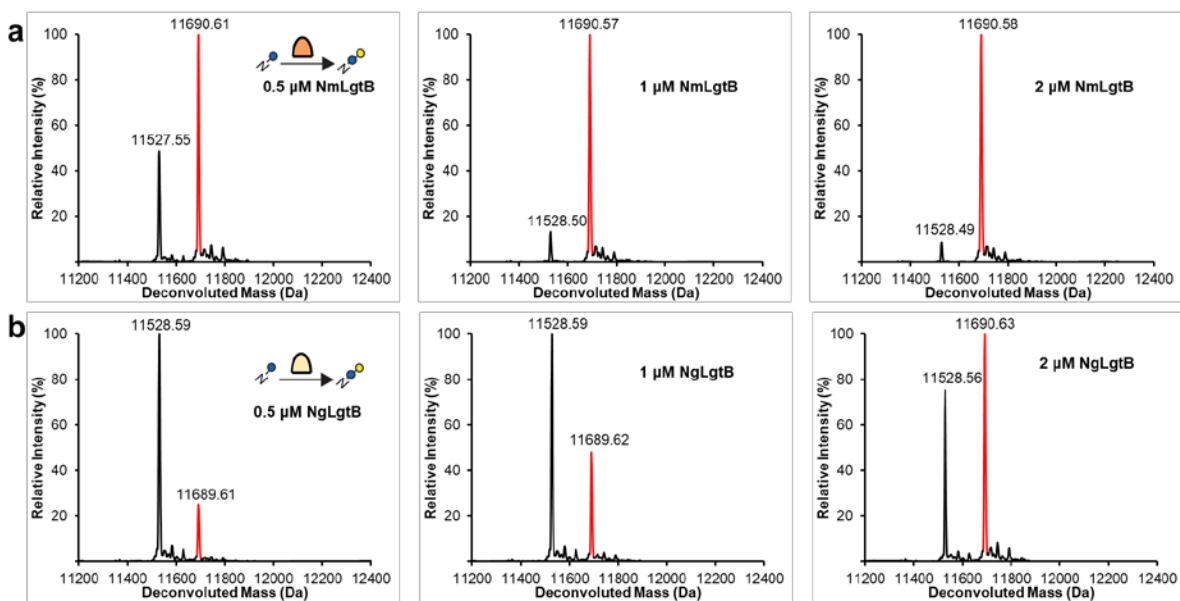 a
Relative Intensity (%)
100
80
60
40
20
11690.61
11527.55
0.5 µM NmLgtB
N
11200 11400 11600 11800 12000 12200 12400
Deconvoluted Mass (Da)
Relative Intensity (%)
100
80
60
40
20
11690.57
11528.50
1 µM NmLgtB
11200 11400 11600 11800 12000 12200 12400
Deconvoluted Mass (Da)
Relative Intensity (%)
100
80
60
40
20
11690.58
11528.49
2 µM NmLgtB
11200 11400 11600 11800 12000 12200 12400
Deconvoluted Mass (Da)
b
Relative Intensity (%)
100
80
60
40
20
11528.59
11689.61
0.5 µM NgLgtB
11200 11400 11600 11800 12000 12200 12400
Deconvoluted Mass (Da)
Relative Intensity (%)
100
80
60
40
20
11528.59
11689.62
1 µM NgLgtB
11200 11400 11600 11800 12000 12200 12400
Deconvoluted Mass (Da)
Relative Intensity (%)
100
80
60
40
20
11690.63
11528.56
2 µM NgLgtB
11200 11400 11600 11800 12000 12200 12400
Deconvoluted Mass (Da)